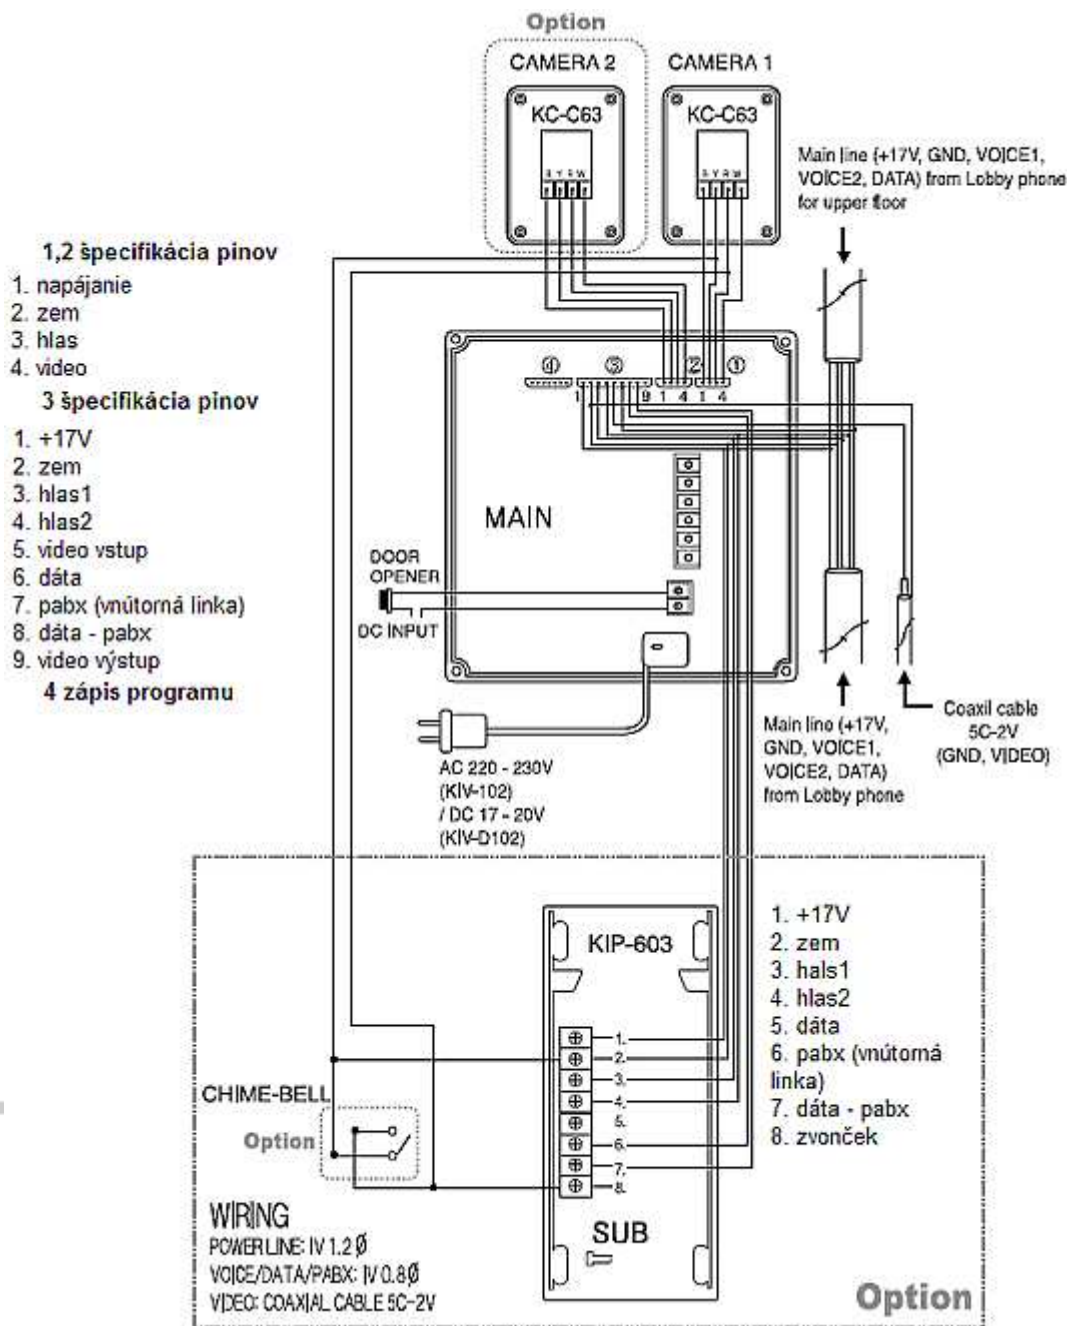 Option
CAMERA 2
CAMERA 1
KC-C63
KC-C63
Y R W
Y R W
Main line (+17V, GND, VOICE1,
VOICE2, DATA) from Lobby phone
for upper floor
1,2 špecifikácia pinov
1. napájanie
2. zem
3. hlas
4. video
3 špecifikácia pinov
1. +17V
2. zem
3. hlas1
4. hlas2
5. video vstup
6. dáta
7. pabx (vnútorná linka)
8. dáta - pabx
9. video výstup
4 zápis programu
④ ③ ② ①
1 9 1 4 1 4
MAIN
DOOR
OPENER
DC INPUT
AC 220 - 230V
(KIV-102)
/ DC 17 - 20V
(KIV-D102)
Main line (+17V,
GND, VOICE1,
VOICE2, DATA)
from Lobby phone
Coaxil cable
5C-2V
(GND, VIDEO)
KIP-603
1.
2.
3.
4.
5.
6.
7.
8.
SUB
1. +17V
2. zem
3. hals1
4. hlas2
5. dáta
6. pabx (vnútorná
linka)
7. dáta - pabx
8. zvonček
CHIME-BELL
Option
WIRING
POWER LINE: IV 1.2 Ø
VOICE/DATA/PABX: IV 0.8Ø
VIDEO: COAXIAL CABLE 5C-2V
Option